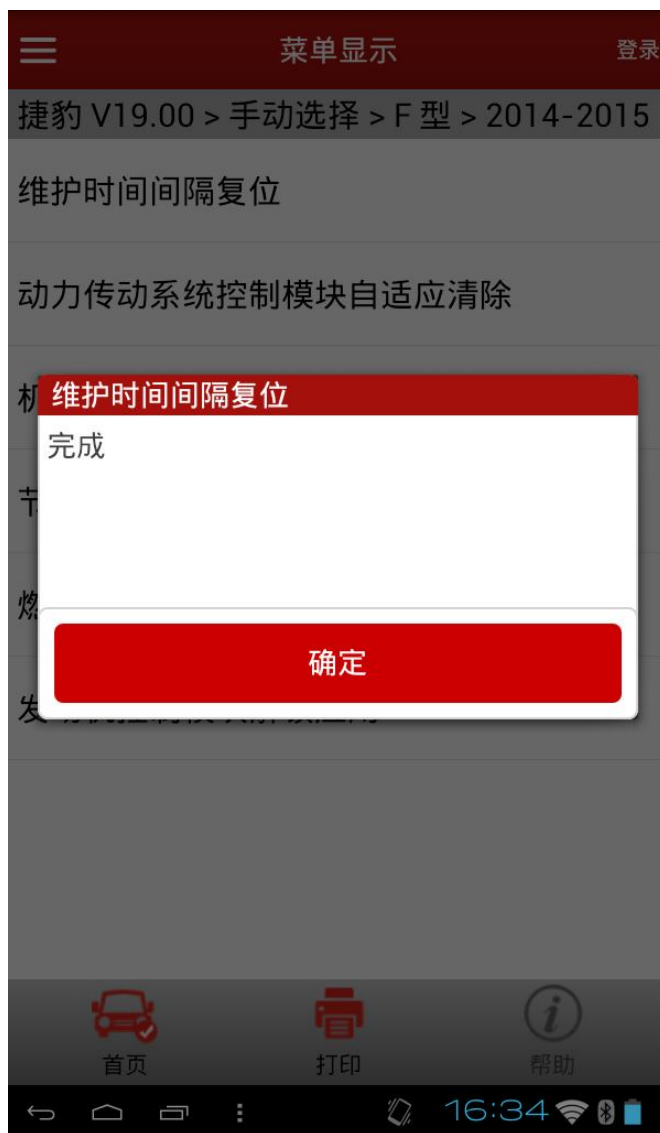 菜单显示
登录
捷豹 V19.00 > 手动选择 > F 型 > 2014-2015
维护时间间隔复位
动力传动系统控制模块自适应清除
机
维护时间间隔复位
完成
节
燃
确定
16:34
首页
打印
帮助